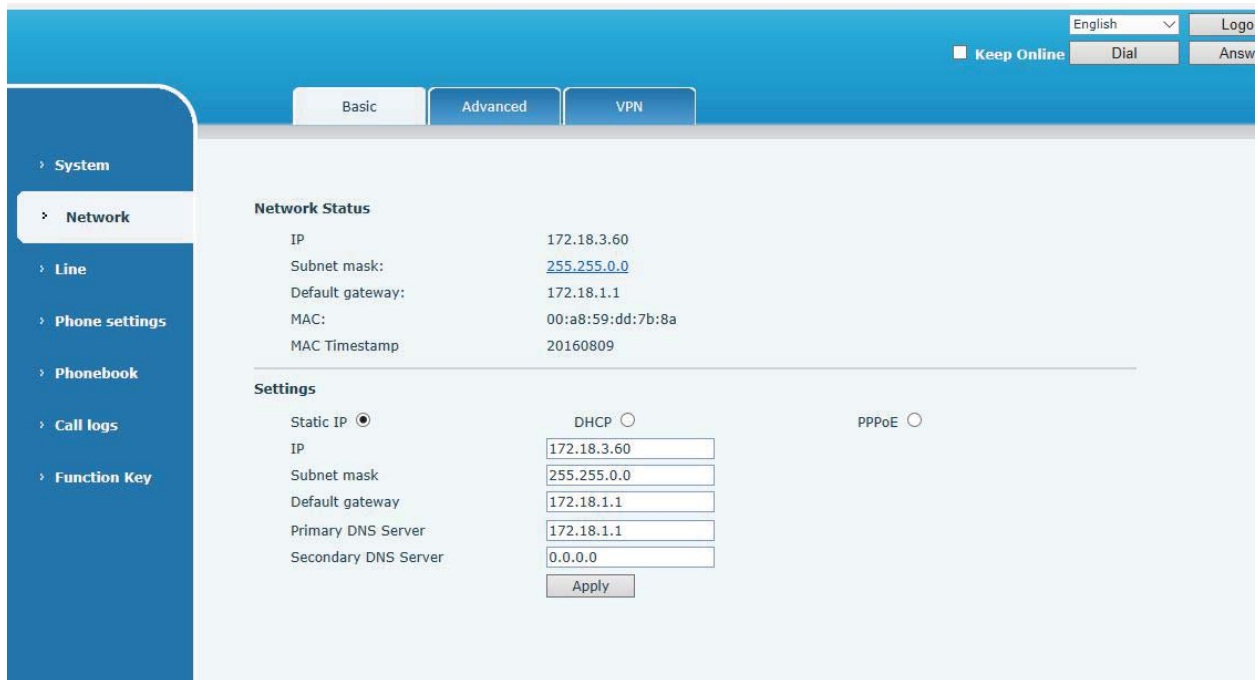 English Logo
Keep Online Dial Answ
Basic Advanced VPN
System
Network
Line
Phone settings
Phonebook
Call logs
Function Key
Network Status
IP 172.18.3.60
Subnet mask: 255.255.0.0
Default gateway: 172.18.1.1
MAC: 00:a8:59:dd:7b:8a
MAC Timestamp 20160809
Settings
Static IP DHCP PPPoE
IP 172.18.3.60
Subnet mask 255.255.0.0
Default gateway 172.18.1.1
Primary DNS Server 172.18.1.1
Secondary DNS Server 0.0.0.0
Apply